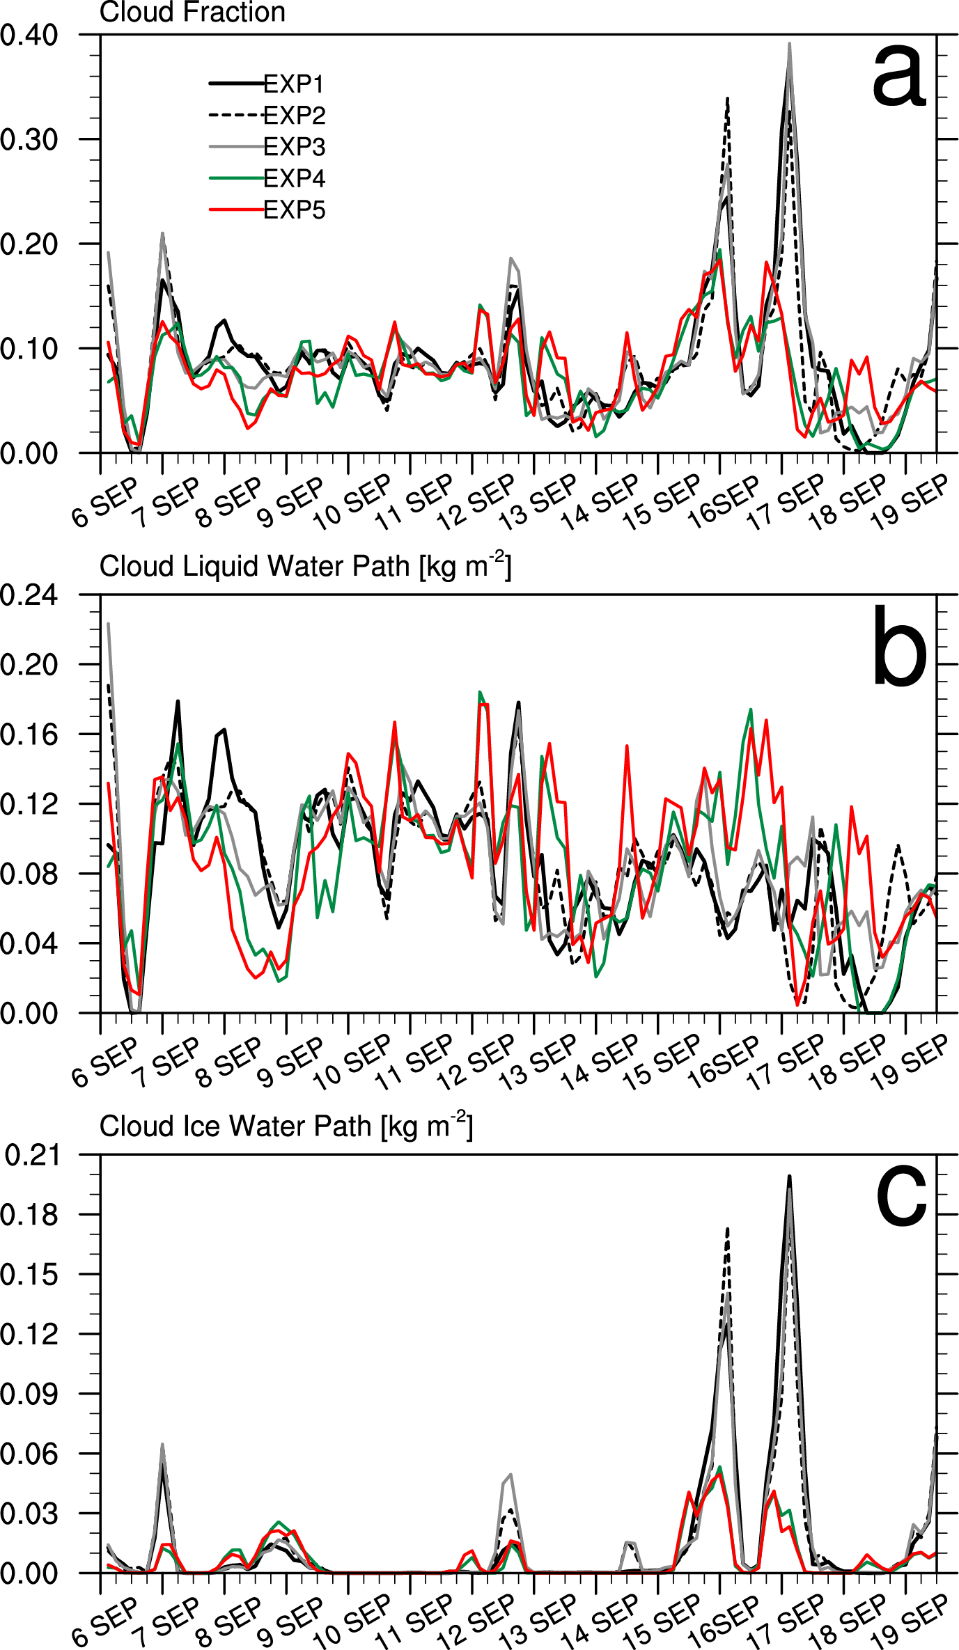 Cloud Fraction
a
0.40
0.30
0.20
0.10
0.00
EXP1
EXP2
EXP3
EXP4
EXP5
6 SEP 7 SEP 8 SEP 9 SEP 10 SEP 11 SEP 12 SEP 13 SEP 14 SEP 15 SEP 16SEP 17 SEP 18 SEP 19 SEP
Cloud Liquid Water Path [kg m-2]
b
0.24
0.20
0.16
0.12
0.08
0.04
0.00
6 SEP 7 SEP 8 SEP 9 SEP 10 SEP 11 SEP 12 SEP 13 SEP 14 SEP 15 SEP 16SEP 17 SEP 18 SEP 19 SEP
Cloud Ice Water Path [kg m-2]
c
0.21
0.18
0.15
0.12
0.09
0.06
0.03
0.00
6 SEP 7 SEP 8 SEP 9 SEP 10 SEP 11 SEP 12 SEP 13 SEP 14 SEP 15 SEP 16SEP 17 SEP 18 SEP 19 SEP